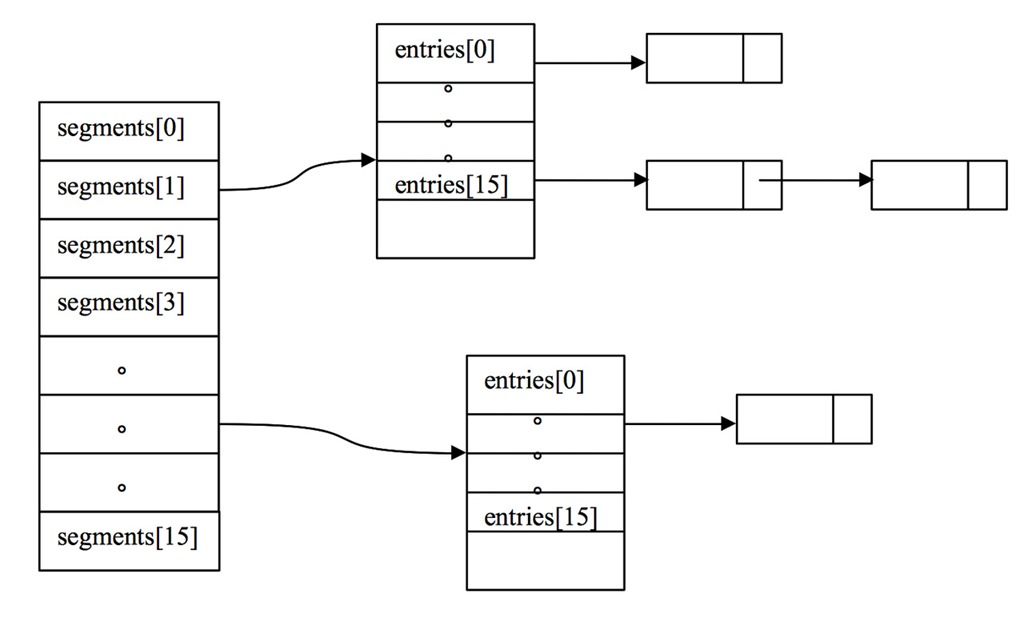 segments[0]
segments[1]
segments[2]
segments[3]
segments[15]
entries[0]
entries[15]
entries[0]
entries[15]